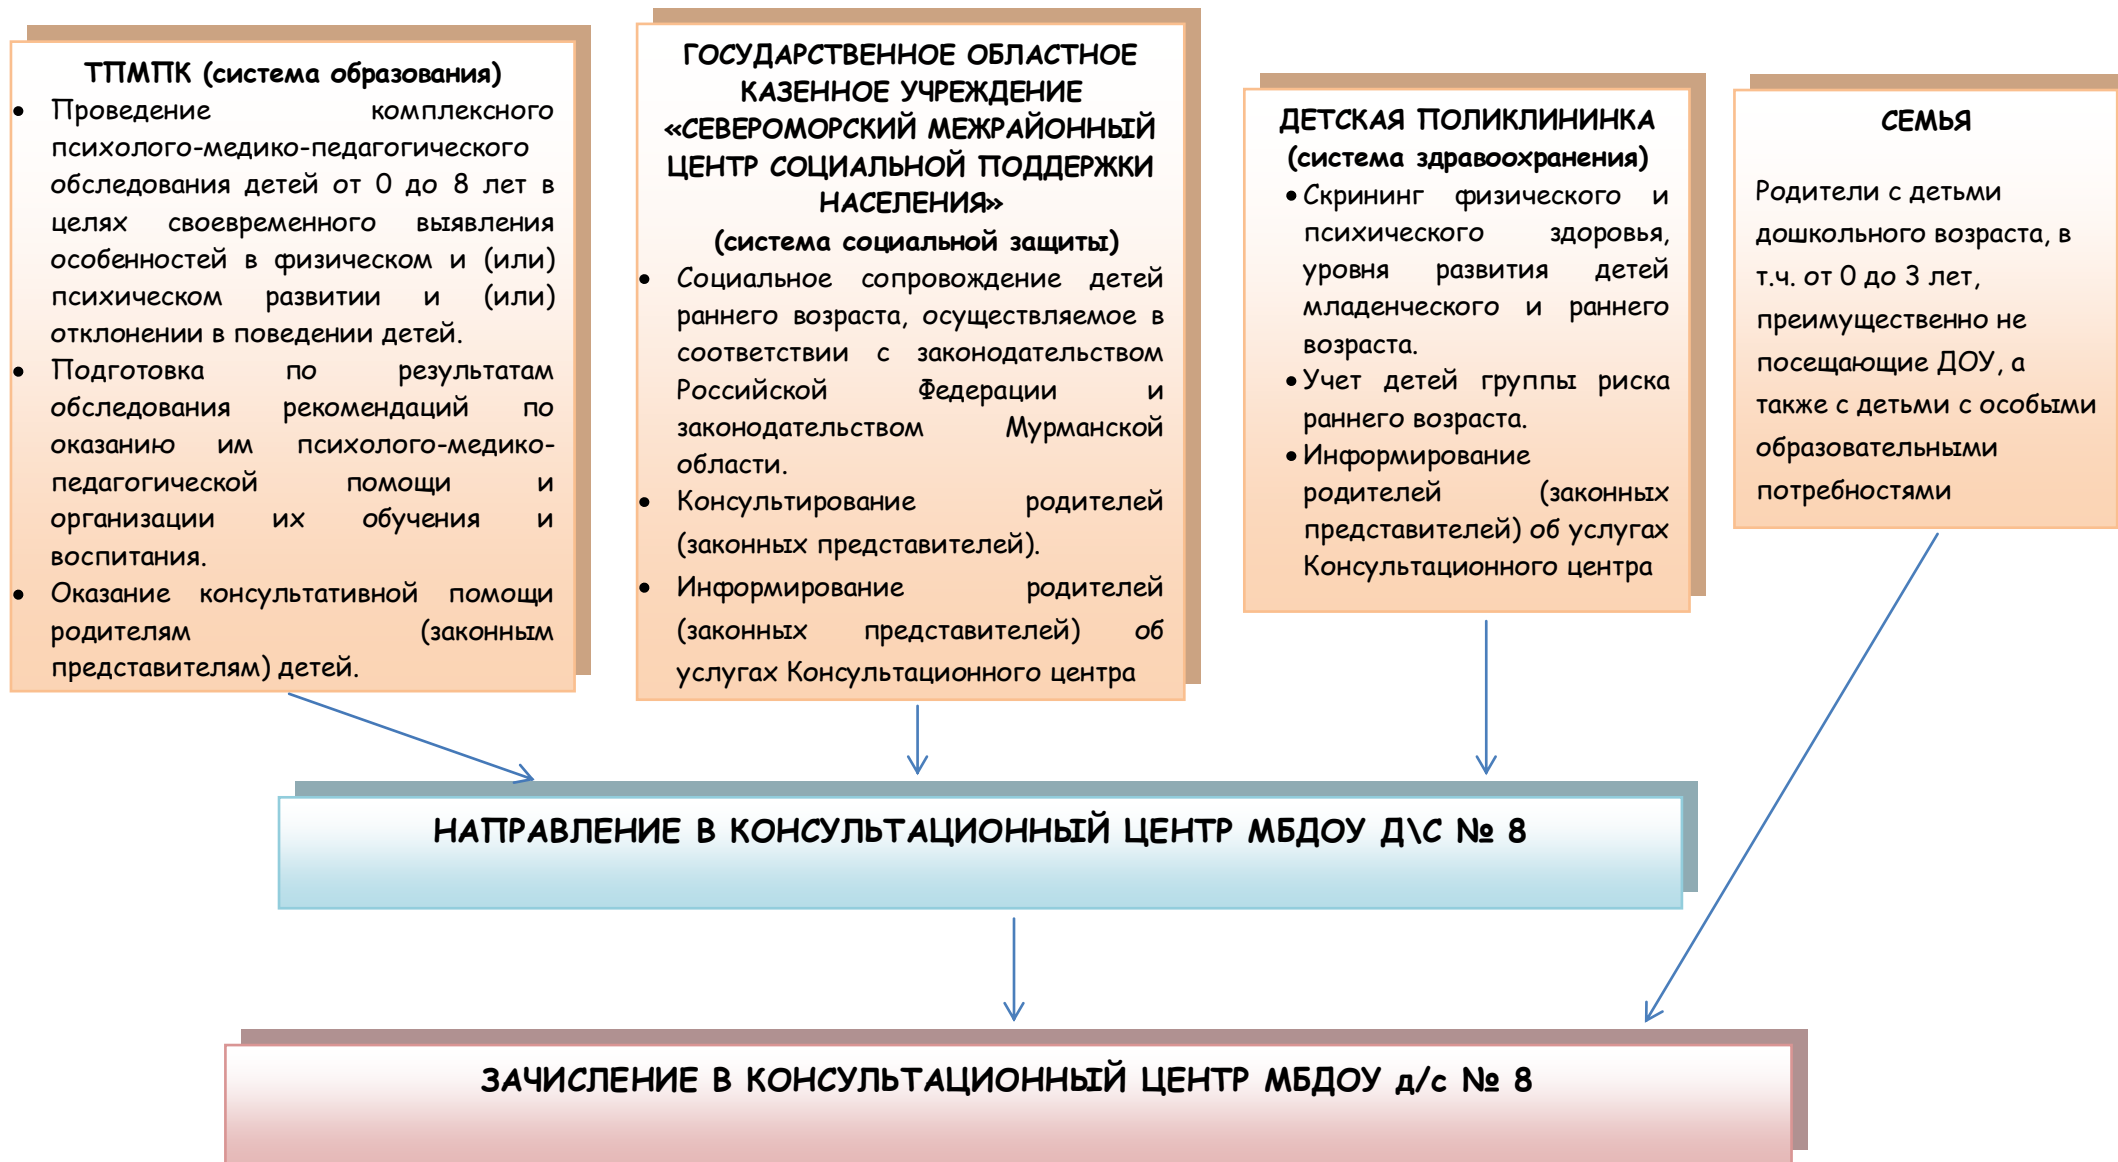 ТПМПК (система образования)
• Проведение комплексного
психолого-медико-педагогического
обследования детей от 0 до 8 лет в
целях своевременного выявления
особенностей в физическом и (или)
психическом развитии и (или)
отклонении в поведении детей.
• Подготовка по результатам
обследования рекомендаций по
оказанию им психолого-медико-
педагогической помощи и
организации их обучения и
воспитания.
• Оказание консультативной помощи
родителям (законным
представителям) детей.
ГОСУДАРСТВЕННОЕ ОБЛАСТНОЕ
КАЗЕННОЕ УЧРЕЖДЕНИЕ
«СЕВЕРОМОРСКИЙ МЕЖРАЙОННЫЙ
ЦЕНТР СОЦИАЛЬНОЙ ПОДДЕРЖКИ
НАСЕЛЕНИЯ»
(система социальной защиты)
• Социальное сопровождение детей
раннего возраста, осуществляемое в
соответствии с законодательством
Российской Федерации и
законодательством Мурманской
области.
• Консультирование родителей
(законных представителей).
• Информирование родителей
(законных представителей) об
услугах Консультационного центра
ДЕТСКАЯ ПОЛИКЛИНИНКА
(система здравоохранения)
• Скрининг физического и
психического здоровья,
уровня развития детей
младенческого и раннего
возраста.
• Учет детей группы риска
раннего возраста.
• Информирование
родителей (законных
представителей) об услугах
Консультационного центра
СЕМЬЯ
Родители с детьми
дошкольного возраста, в
т.ч. от 0 до 3 лет,
преимущественно не
посещающие ДОУ, а
также с детьми с особыми
образовательными
потребностями
НАПРАВЛЕНИЕ В КОНСУЛЬТАЦИОННЫЙ ЦЕНТР МБДОУ Д\С № 8
ЗАЧИСЛЕНИЕ В КОНСУЛЬТАЦИОННЫЙ ЦЕНТР МБДОУ д/с № 8